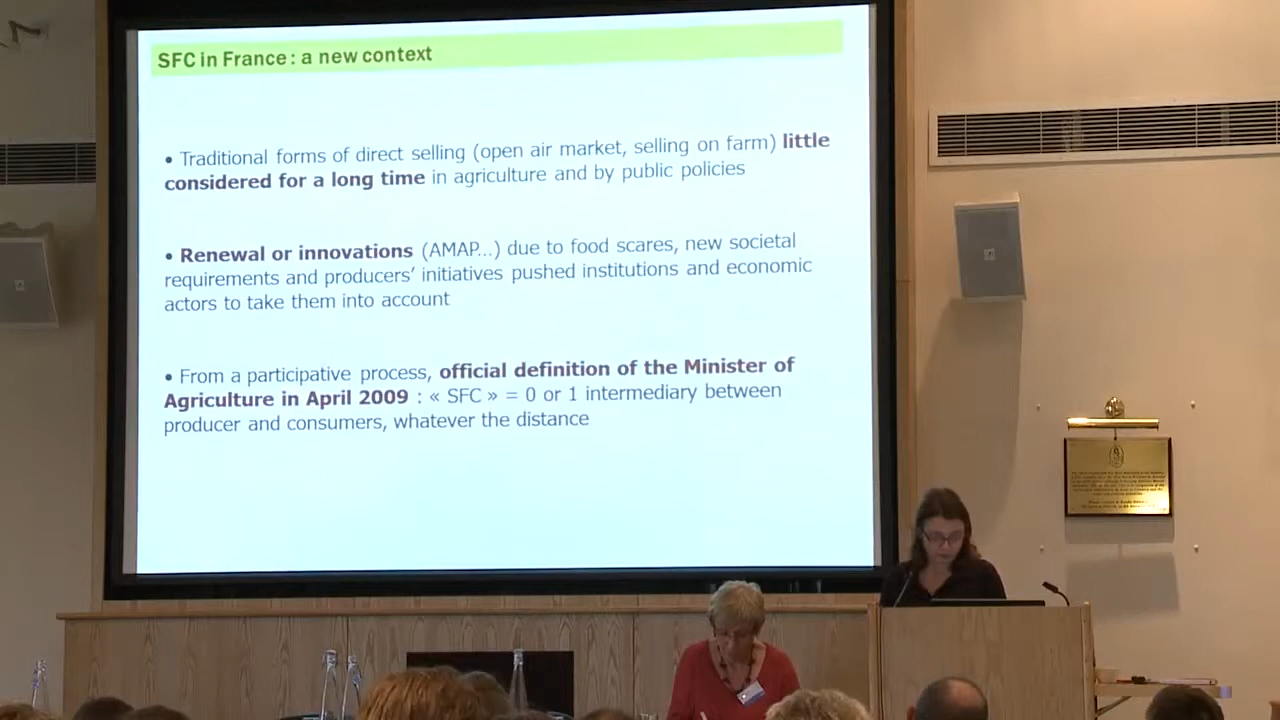 SFC in France : a new context
• Traditional forms of direct selling (open air market, selling on farm) little
considered for a long time in agriculture and by public policies
• Renewal or innovations (AMAP...) due to food scares, new societal
requirements and producers’ initiatives pushed institutions and economic
actors to take them into account
• From a participative process, official definition of the Minister of
Agriculture in April 2009 : « SFC » = 0 or 1 intermediary between
producer and consumers, whatever the distance